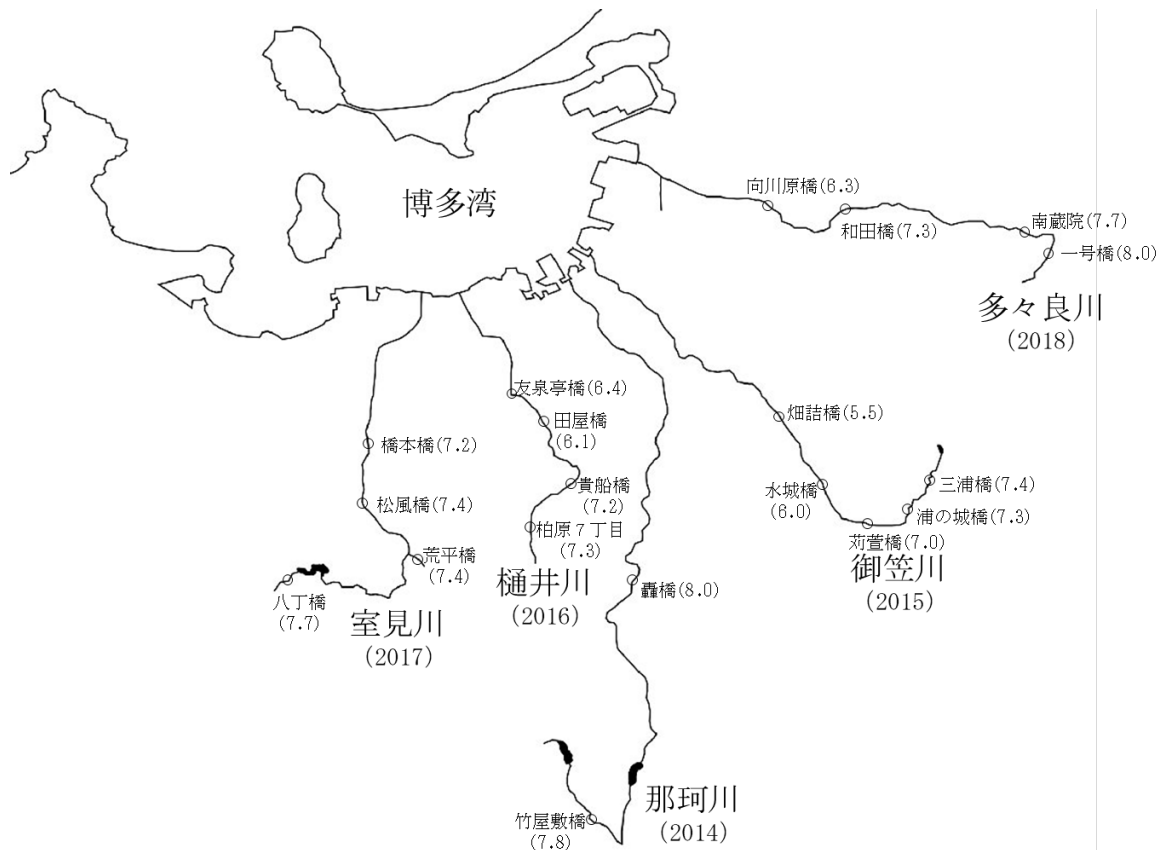 博多湾
向川原橋(6.3)
和田橋(7.3)
南蔵院(7.7)
一号橋(8.0)
多々良川
(2018)
友泉亭橋(6.4)
田屋橋
(6.1)
貴船橋
(7.2)
柏原７丁目
(7.3)
樋井川
(2016)
橋本橋(7.2)
松風橋(7.4)
荒平橋
(7.4)
八丁橋
(7.7)
室見川
(2017)
畑詰橋(5.5)
水城橋
(6.0)
三浦橋(7.4)
浦の城橋(7.3)
苅萱橋(7.0)
御笠川
(2015)
轟橋(8.0)
竹屋敷橋
(7.8)
那珂川
(2014)